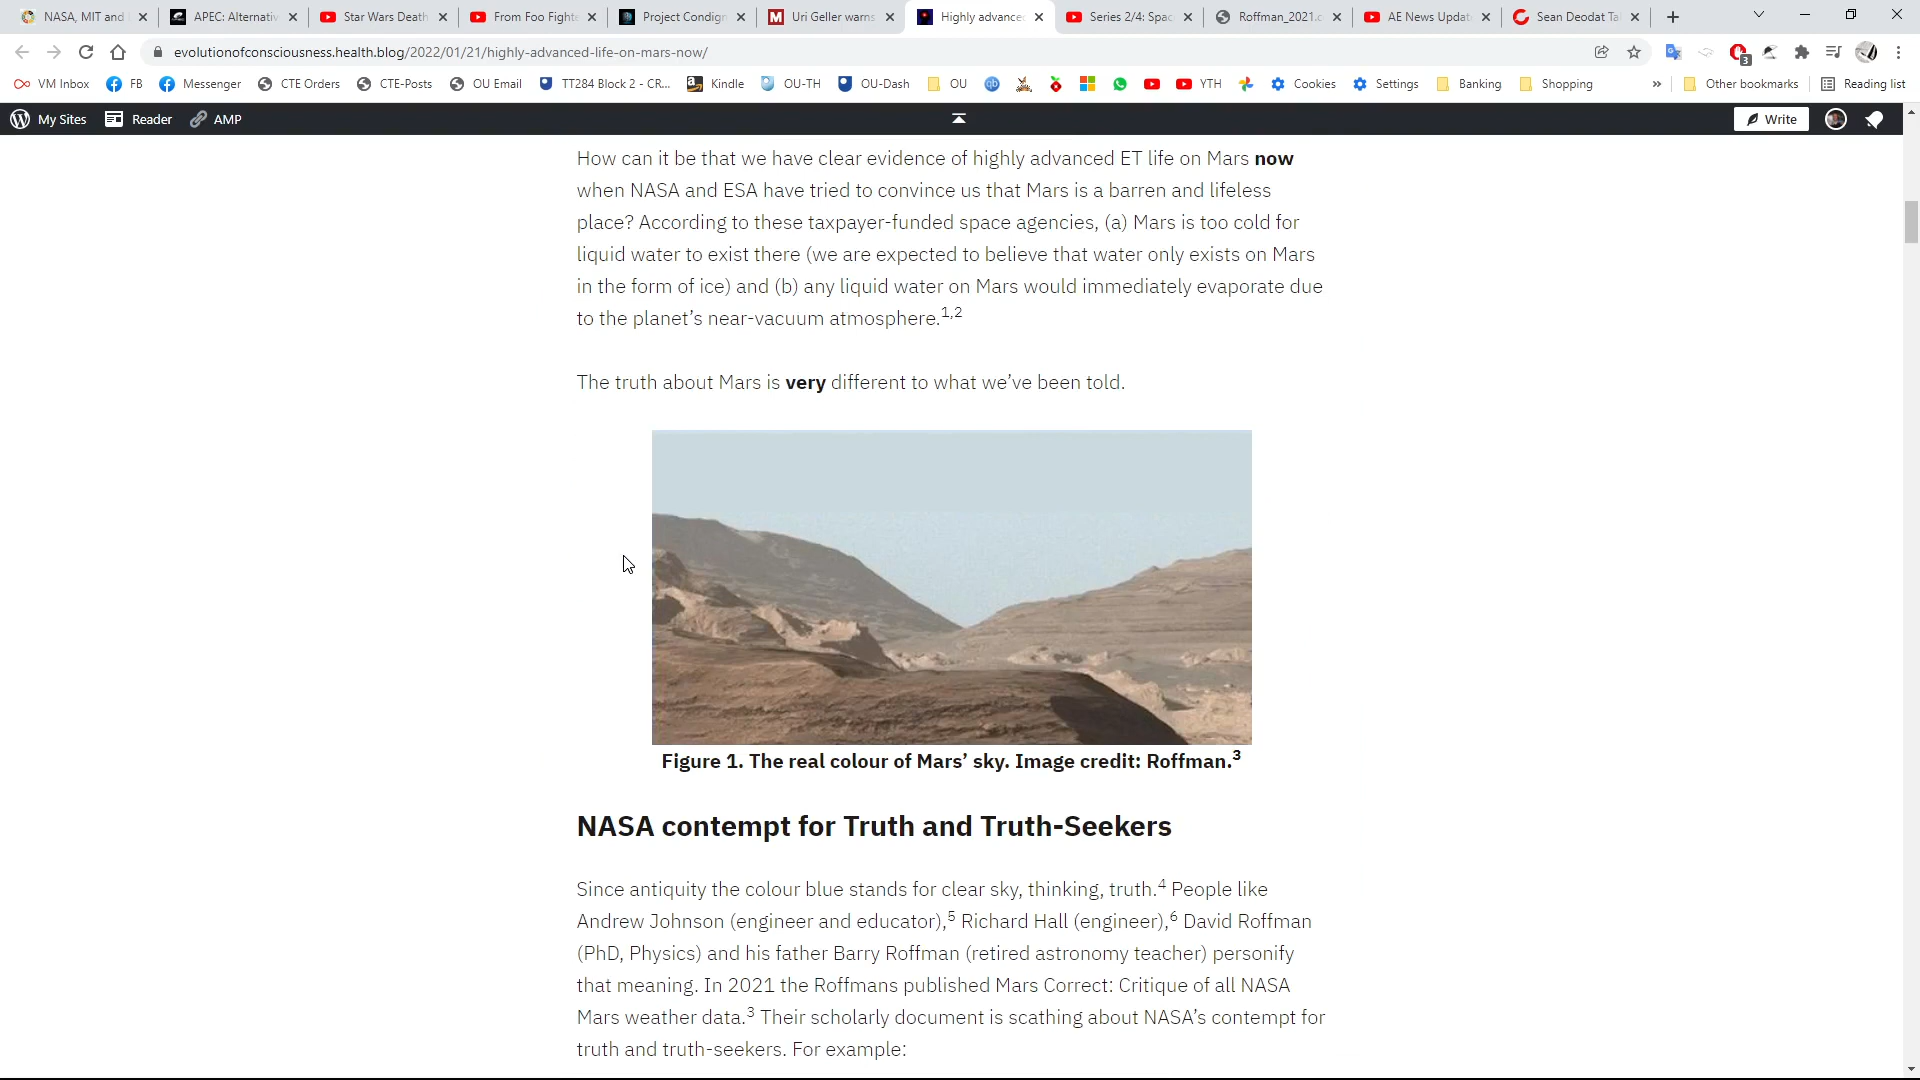 NASA, MIT and
APEC: Alternativ
Star Wars Death
From Foo Fighte
Project Condign
Uri Geller warns
Highly advanced
Series 2/4: Spac
Roffman_2021.c
AE News Updat
Sean Deodat Ta
evolutionofconsciousness.health.blog/2022/01/21/highly-advanced-life-on-mars-now/
3
VM Inbox
FB
Messenger
CTE Orders
CTE-Posts
OU Email
TT284 Block 2 - CR...
Kindle
OU-TH
OU-Dash
OU
YTH
Cookies
Settings
Banking
Shopping
»
Other bookmarks
Reading list
My Sites
Reader
AMP
Write
How can it be that we have clear evidence of highly advanced ET life on Mars now
when NASA and ESA have tried to convince us that Mars is a barren and lifeless
place? According to these taxpayer-funded space agencies, (a) Mars is too cold for
liquid water to exist there (we are expected to believe that water only exists on Mars
in the form of ice) and (b) any liquid water on Mars would immediately evaporate due
to the planet’s near-vacuum atmosphere.1,2
The truth about Mars is very different to what we’ve been told.
Figure 1. The real colour of Mars’ sky. Image credit: Roffman.3
NASA contempt for Truth and Truth-Seekers
Since antiquity the colour blue stands for clear sky, thinking, truth.4 People like
Andrew Johnson (engineer and educator),5 Richard Hall (engineer),6 David Roffman
(PhD, Physics) and his father Barry Roffman (retired astronomy teacher) personify
that meaning. In 2021 the Roffmans published Mars Correct: Critique of all NASA
Mars weather data.3 Their scholarly document is scathing about NASA’s contempt for
truth and truth-seekers. For example: